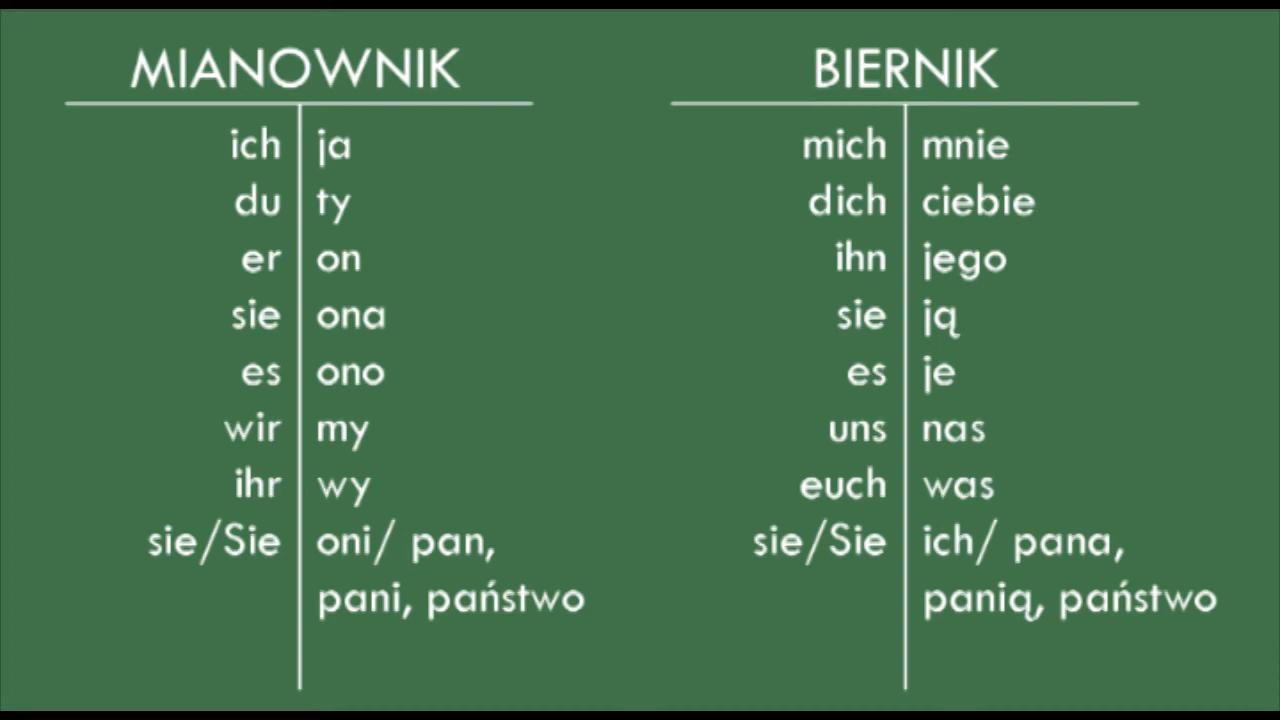 MIANOWNIK
ich ja
du ty
er on
sie ona
es ono
wir my
ihr wy
sie/Sie oni/ pan,
pani, państwo
BIERNIK
mich mnie
dich ciebie
ihn jego
sie ją
es je
uns nas
euch was
sie/Sie ich/ pana,
panią, państwo